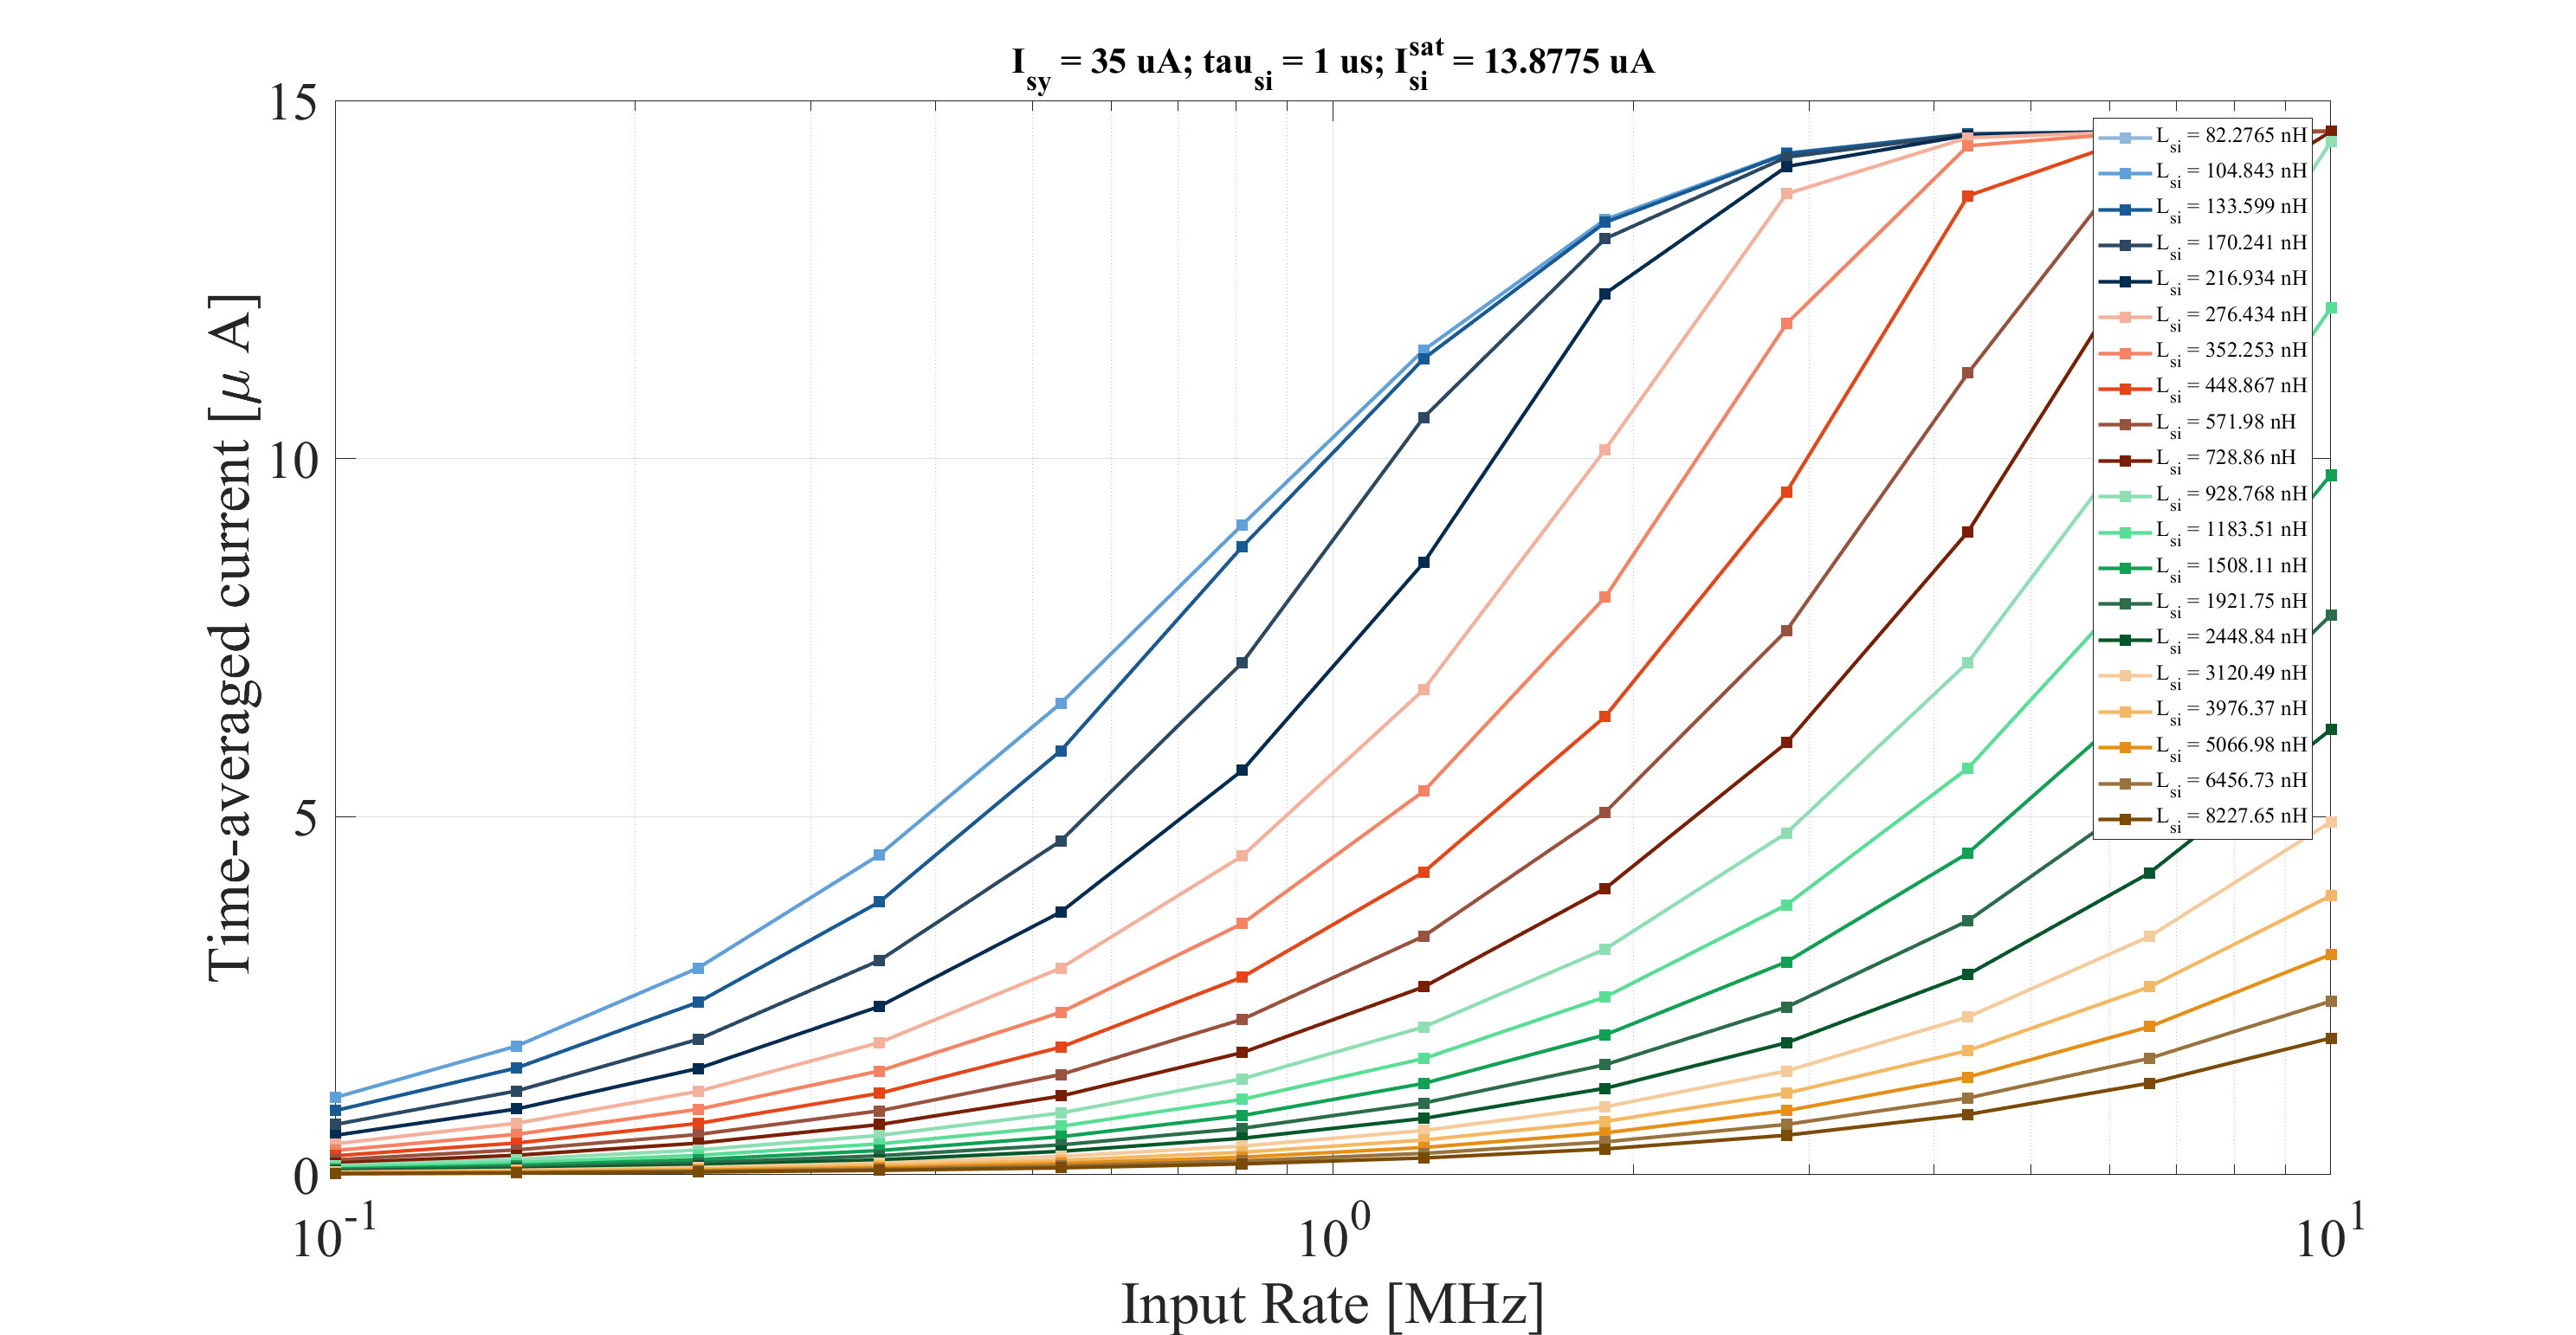 I_sy = 35 uA; tau_si = 1 us; I_si^sat = 13.8775 uA
15
10
5
0
Time-averaged current [μ A]
10^-1
10^0
10^1
Input Rate [MHz]
L_si = 82.2765 nH
L_si = 104.843 nH
L_si = 133.599 nH
L_si = 170.241 nH
L_si = 216.934 nH
L_si = 276.434 nH
L_si = 352.253 nH
L_si = 448.867 nH
L_si = 571.98 nH
L_si = 728.86 nH
L_si = 928.768 nH
L_si = 1183.51 nH
L_si = 1508.11 nH
L_si = 1921.75 nH
L_si = 2448.84 nH
L_si = 3120.49 nH
L_si = 3976.37 nH
L_si = 5066.98 nH
L_si = 6456.73 nH
L_si = 8227.65 nH